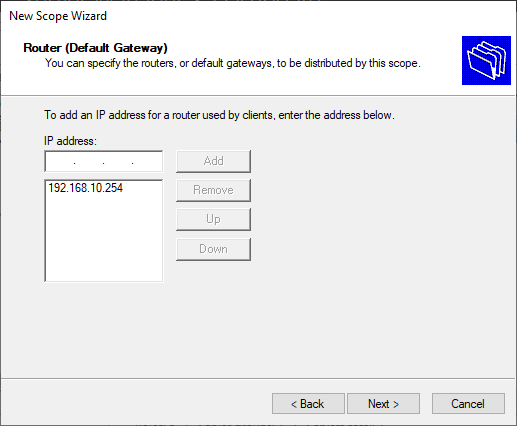 New Scope Wizard
Router (Default Gateway)
You can specify the routers, or default gateways, to be distributed by this scope.
To add an IP address for a router used by clients, enter the address below.
IP address:
. . .
Add
192.168.10.254
Remove
Up
Down
< Back
Next >
Cancel